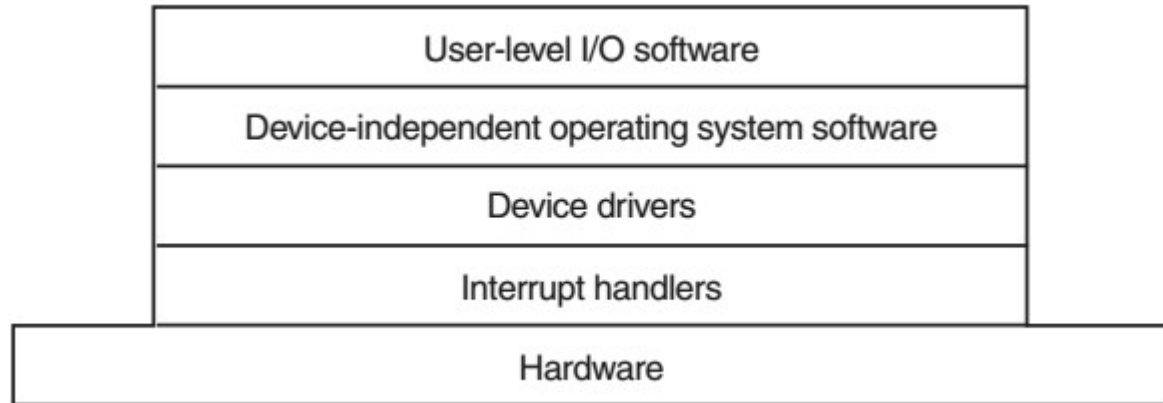 User-level I/O software
Device-independent operating system software
Device drivers
Interrupt handlers
Hardware